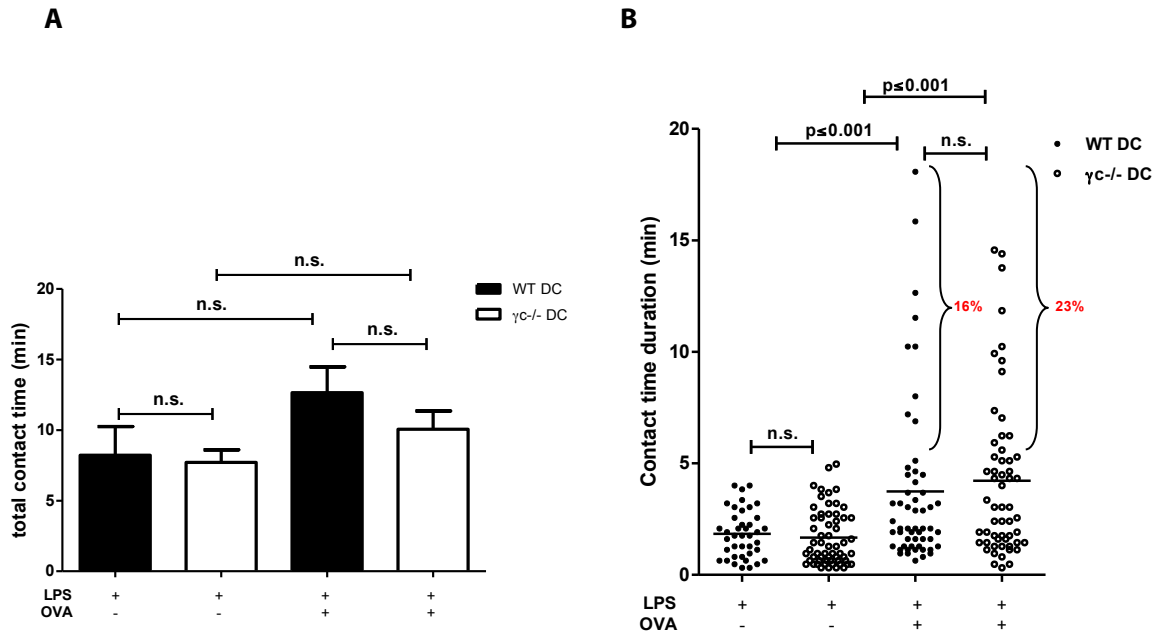 A
n.s.
n.s.
n.s.
n.s.
WT DC
γc-/- DC
total contact time (min)
20
15
10
5
0
LPS + + + +
OVA - - + +
B
p≤0.001
p≤0.001
n.s.
n.s.
WT DC
γc-/- DC
16%
23%
Contact time duration (min)
20
15
10
5
0
LPS + + + +
OVA - - + +